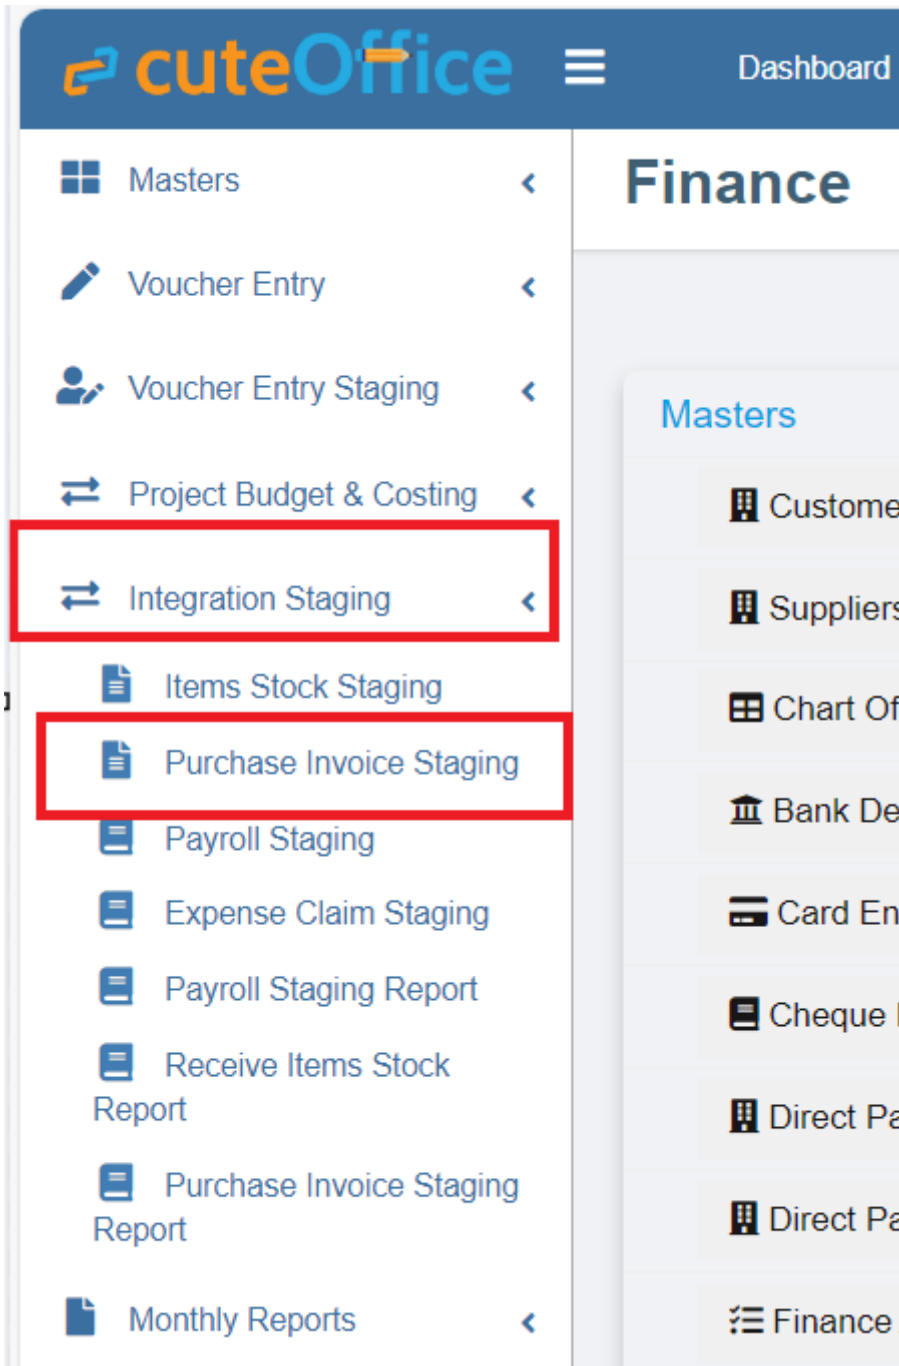 cuteOffice
Dashboard
Masters
Finance
Voucher Entry
Voucher Entry Staging
Masters
Project Budget & Costing
Custome
Integration Staging
Suppliers
Items Stock Staging
Chart Of
Purchase Invoice Staging
Bank De
Payroll Staging
Expense Claim Staging
Card En
Payroll Staging Report
Cheque
Receive Items Stock
Report
Direct Pa
Purchase Invoice Staging
Report
Direct Pa
Monthly Reports
Finance